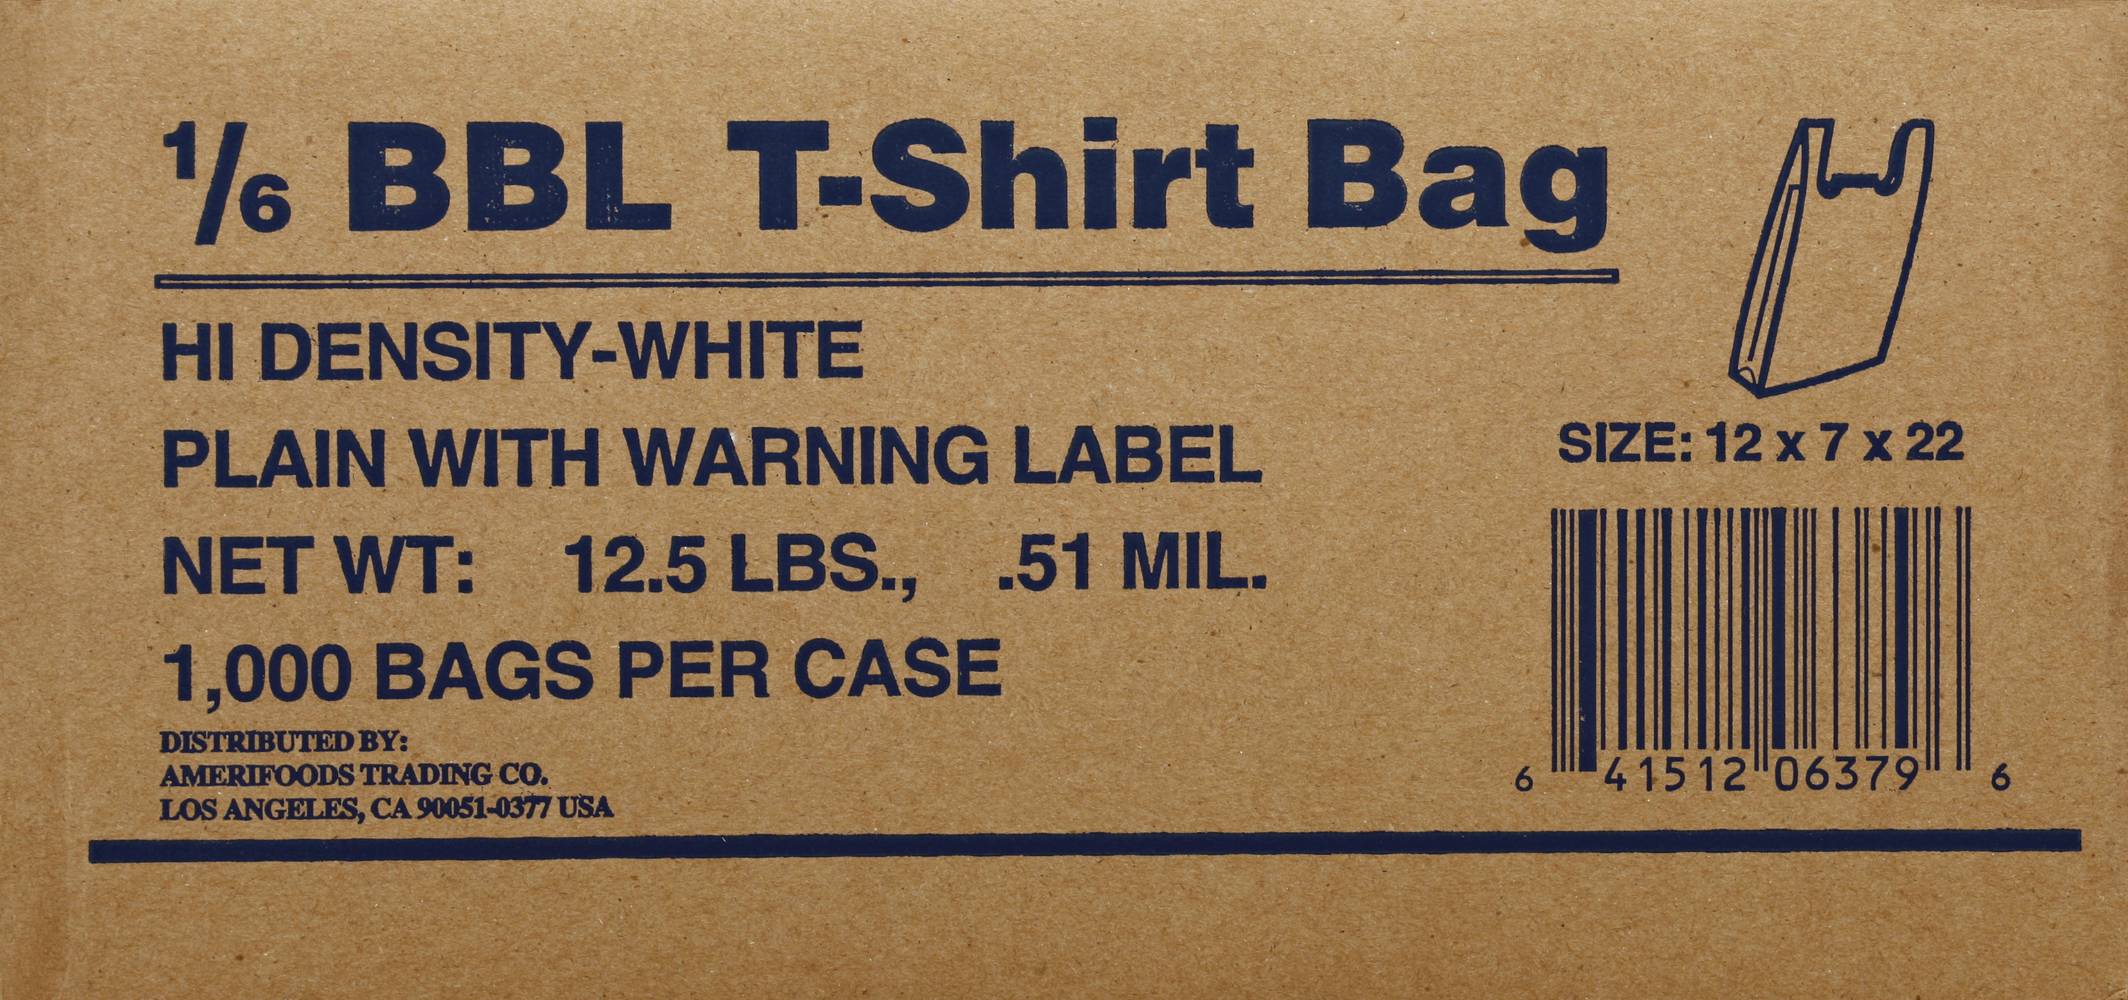 1/6 BBL T-Shirt Bag
HI DENSITY-WHITE
PLAIN WITH WARNING LABEL
NET WT: 12.5 LBS., .51 MIL.
1,000 BAGS PER CASE
DISTRIBUTED BY:
AMERIFOODS TRADING CO.
LOS ANGELES, CA 90051-0377 USA
SIZE: 12 x 7 x 22
6 41512 06379 6